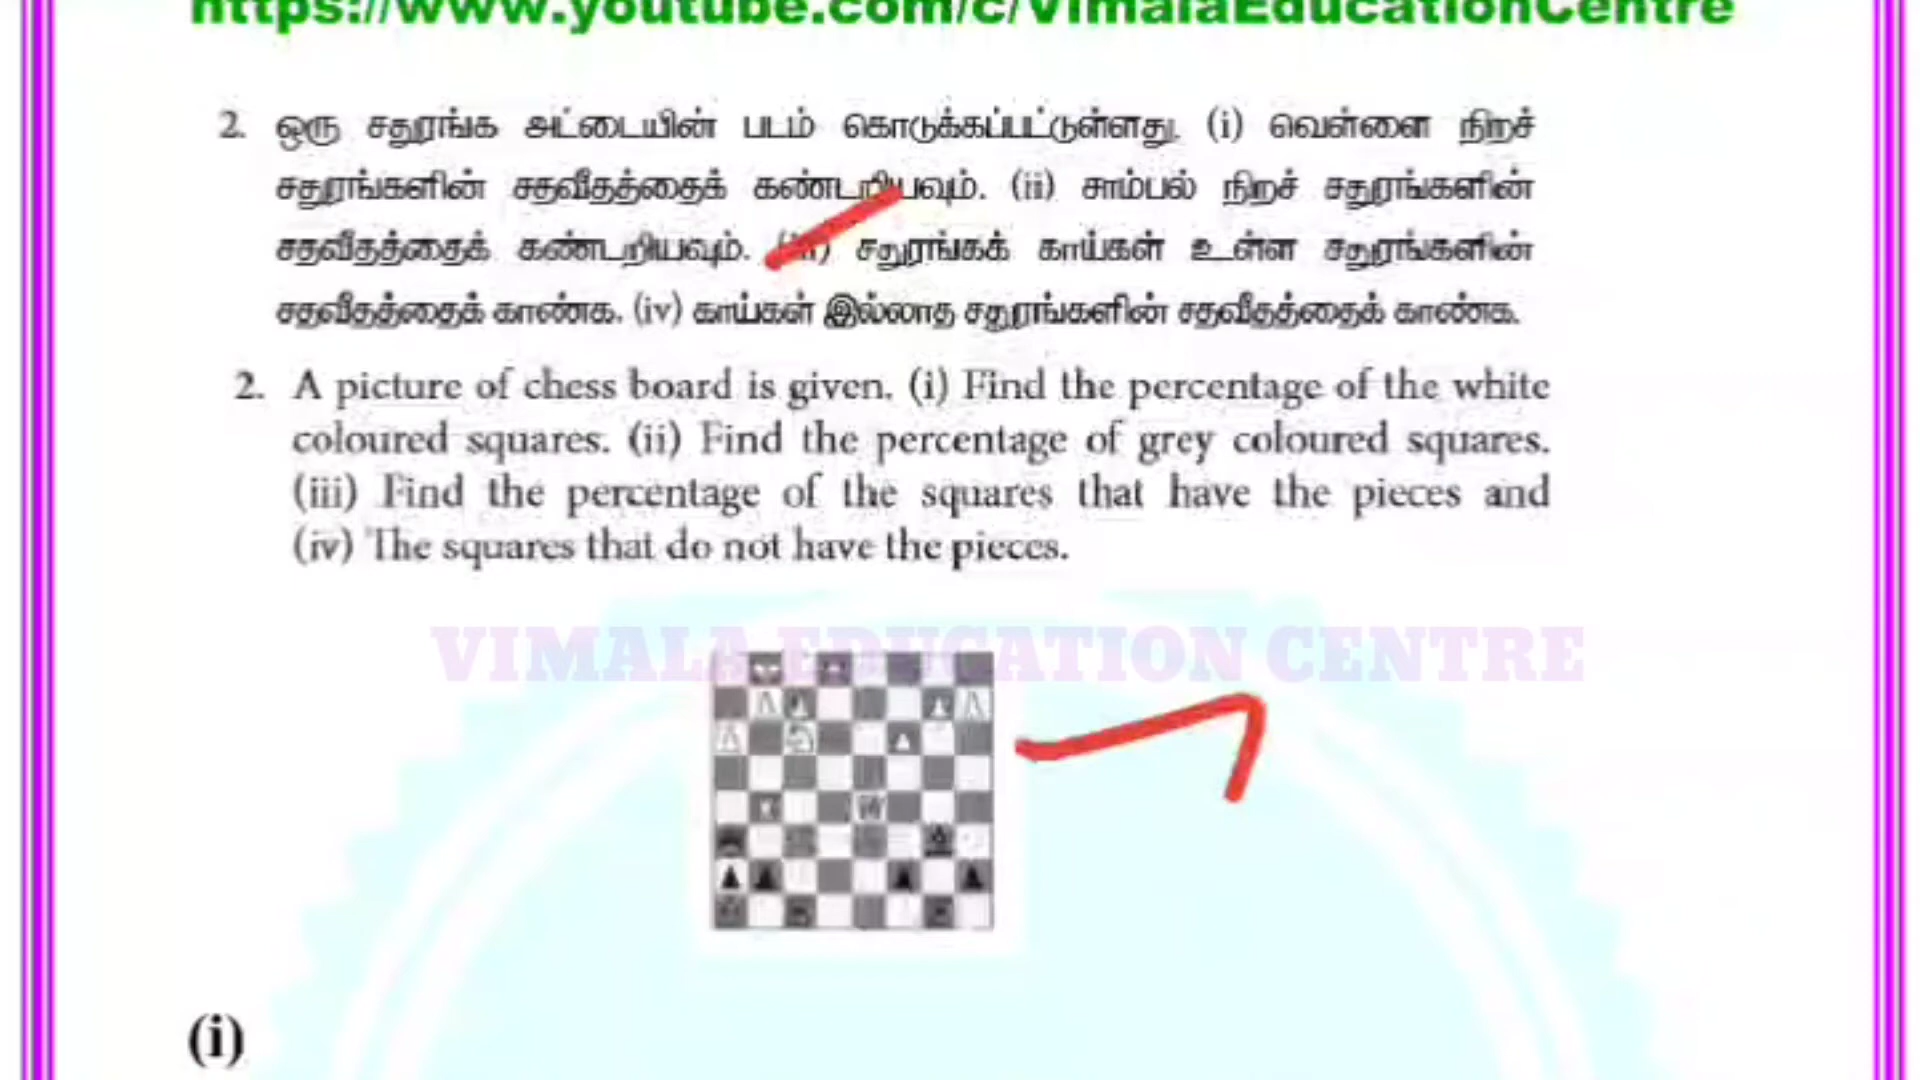 https://www.youtube.com/c/VimalaEducationCentre
2. ஒரு சதுரங்க அட்டையின் படம் கொடுக்கப்பட்டுள்ளது. (i) வெள்ளை நிறச்
சதுரங்களின் சதவீதத்தைக் கண்டறியவும். (ii) சாம்பல் நிறச் சதுரங்களின்
சதவீதத்தைக் கண்டறியவும். (iii) சதுரங்கக் காய்கள் உள்ள சதுரங்களின்
சதவீதத்தைக் காண்க. (iv) காய்கள் இல்லாத சதுரங்களின் சதவீதத்தைக் காண்க.
2. A picture of chess board is given. (i) Find the percentage of the white
coloured squares. (ii) Find the percentage of grey coloured squares.
(iii) Find the percentage of the squares that have the pieces and
(iv) The squares that do not have the pieces.
VIMALA EDUCATION CENTRE
(i)